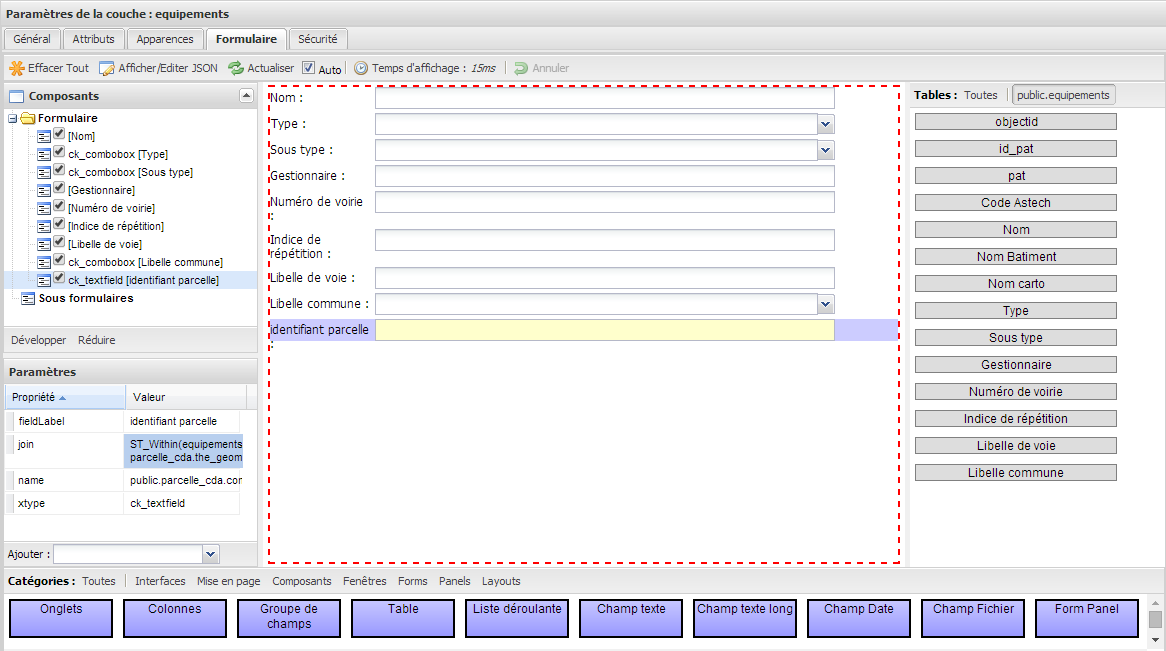 Paramètres de la couche : equipements
Général Attributs Apparences Formulaire Sécurité
Effacer Tout Afficher/Editer JSON Actualiser Auto Temps d'affichage : 15ms Annuler
Composants
Formulaire
[Nom]
ck_combobox [Type]
ck_combobox [Sous type]
[Gestionnaire]
[Numéro de voirie]
[Indice de répétition]
[Libelle de voie]
ck_combobox [Libelle commune]
ck_textfield [identifiant parcelle]
Sous formulaires
Développer Réduire
Paramètres
Propriété Valeur
fieldLabel identifiant parcelle
join ST_Within(equipements
parcelle_cda.the_geom
name public.parcelle_cda.cor
xtype ck_textfield
Ajouter :
Nom :
Type :
Sous type :
Gestionnaire :
Numéro de voirie
:
Indice de
répétition :
Libelle de voie :
Libelle commune :
identifiant parcelle
:
Tables : Toutes public.equipements
objectid
id_pat
pat
Code Astech
Nom
Nom Batiment
Nom carto
Type
Sous type
Gestionnaire
Numéro de voirie
Indice de répétition
Libelle de voie
Libelle commune
Catégories : Toutes Interfaces Mise en page Composants Fenêtres Forms Panels Layouts
Onglets
Colonnes
Groupe de
champs
Table
Liste déroulante
Champ texte
Champ texte long
Champ Date
Champ Fichier
Form Panel